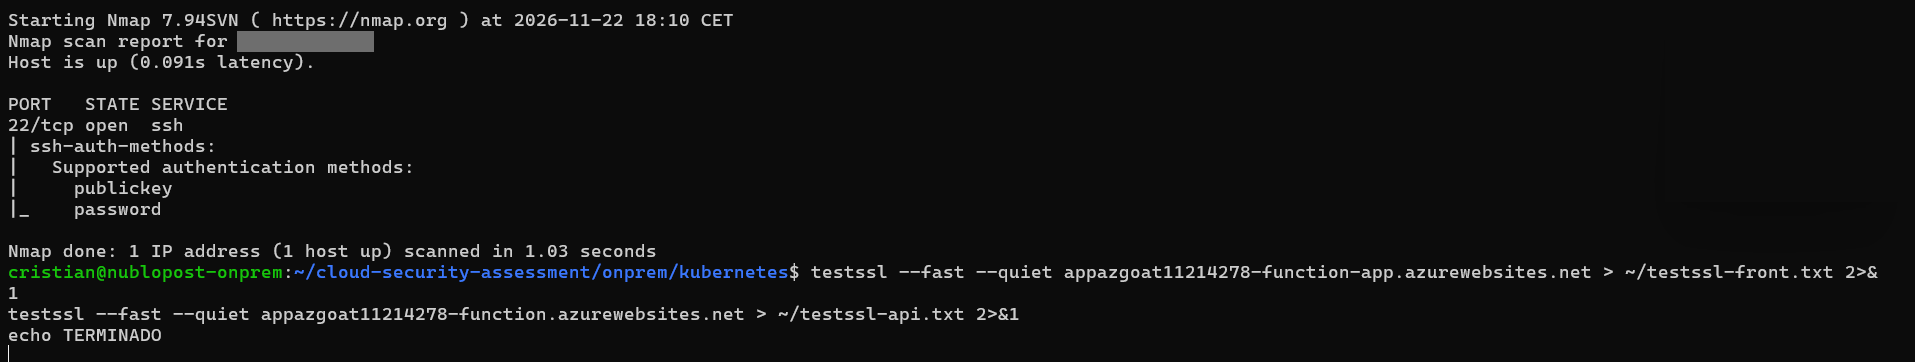 Starting Nmap 7.94SVN ( https://nmap.org ) at 2026-11-22 18:10 CET
Nmap scan report for
Host is up (0.091s latency).
PORT   STATE SERVICE
22/tcp open  ssh
| ssh-auth-methods:
|   Supported authentication methods:
|     publickey
|_    password
Nmap done: 1 IP address (1 host up) scanned in 1.03 seconds
cristian@nublopost-onprem:~/cloud-security-assessment/onprem/kubernetes$ testssl --fast --quiet appazgoat11214278-function-app.azurewebsites.net > ~/testssl-front.txt 2>&
1
testssl --fast --quiet appazgoat11214278-function.azurewebsites.net > ~/testssl-api.txt 2>&1
echo TERMINADO